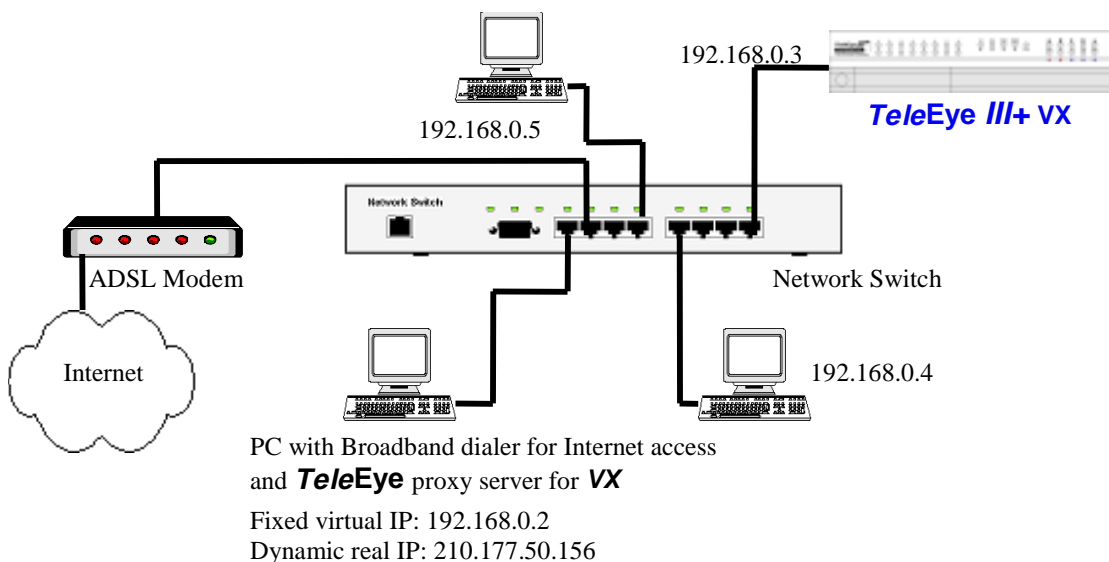 192.168.0.3
TeleEye III+ VX
192.168.0.5
Network Switch
ADSL Modem
Network Switch
Internet
192.168.0.4
PC with Broadband dialer for Internet access
and TeleEye proxy server for VX
Fixed virtual IP: 192.168.0.2
Dynamic real IP: 210.177.50.156